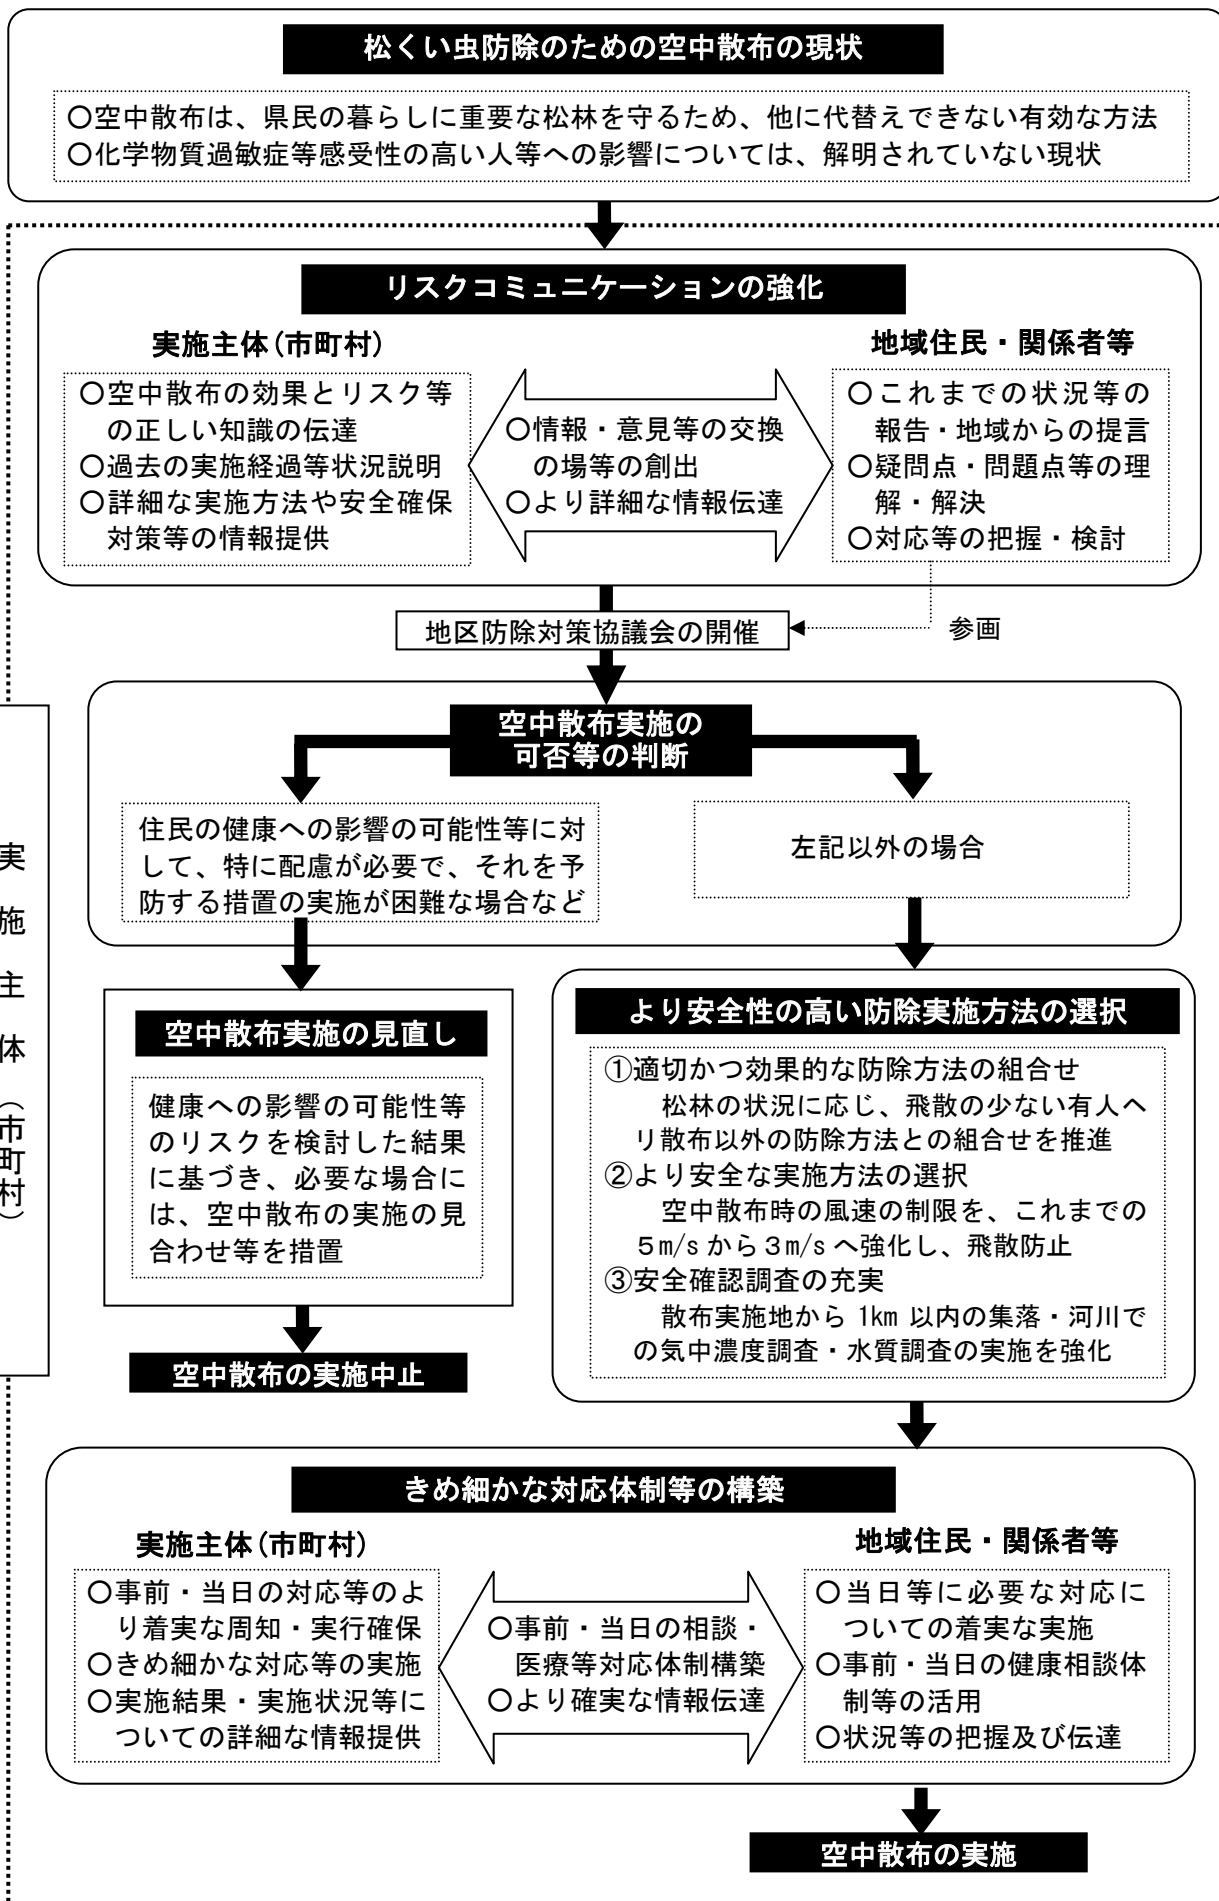 松くい虫防除のための空中散布の現状
〇空中散布は、県民の暮らしに重要な松林を守るため、他に代替えできない有効な方法
〇化学物質過敏症等感受性の高い人等への影響については、解明されていない現状
リスクコミュニケーションの強化
実施主体(市町村)
〇空中散布の効果とリスク等
の正しい知識の伝達
〇過去の実施経過等状況説明
〇詳細な実施方法や安全確保
対策等の情報提供
〇情報・意見等の交換
の場等の創出
〇より詳細な情報伝達
地域住民・関係者等
〇これまでの状況等の
報告・地域からの提言
〇疑問点・問題点等の理
解・解決
〇対応等の把握・検討
地区防除対策協議会の開催
参画
空中散布実施の
可否等の判断
住民の健康への影響の可能性等に対
して、特に配慮が必要で、それを予
防する措置の実施が困難な場合など
左記以外の場合
実施主体(市町村)
空中散布実施の見直し
健康への影響の可能性等
のリスクを検討した結果
に基づき、必要な場合に
は、空中散布の実施の見
合わせ等を措置
空中散布の実施中止
より安全性の高い防除実施方法の選択
①適切かつ効果的な防除方法の組合せ
松林の状況に応じ、飛散の少ない有人ヘ
リ散布以外の防除方法との組合せを推進
②より安全な実施方法の選択
空中散布時の風速の制限を、これまでの
５m/s から３m/s へ強化し、飛散防止
③安全確認調査の充実
散布実施地から 1km 以内の集落・河川で
の気中濃度調査・水質調査の実施を強化
きめ細かな対応体制等の構築
実施主体(市町村)
〇事前・当日の対応等のよ
り着実な周知・実行確保
〇きめ細かな対応等の実施
〇実施結果・実施状況等に
ついての詳細な情報提供
〇事前・当日の相談・
医療等対応体制構築
〇より確実な情報伝達
地域住民・関係者等
〇当日等に必要な対応に
ついての着実な実施
〇事前・当日の健康相談体
制等の活用
〇状況等の把握及び伝達
空中散布の実施